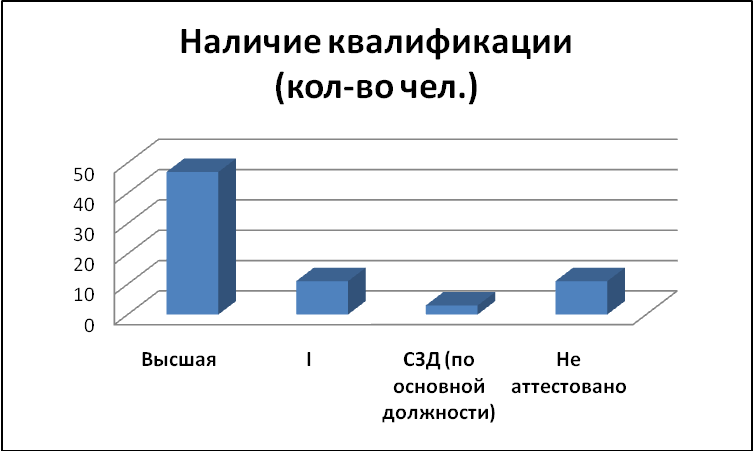 Наличие квалификации
(кол-во чел.)
50
40
30
20
10
0
Высшая
I
СЗД (по
основной
должности)
Не
аттестовано